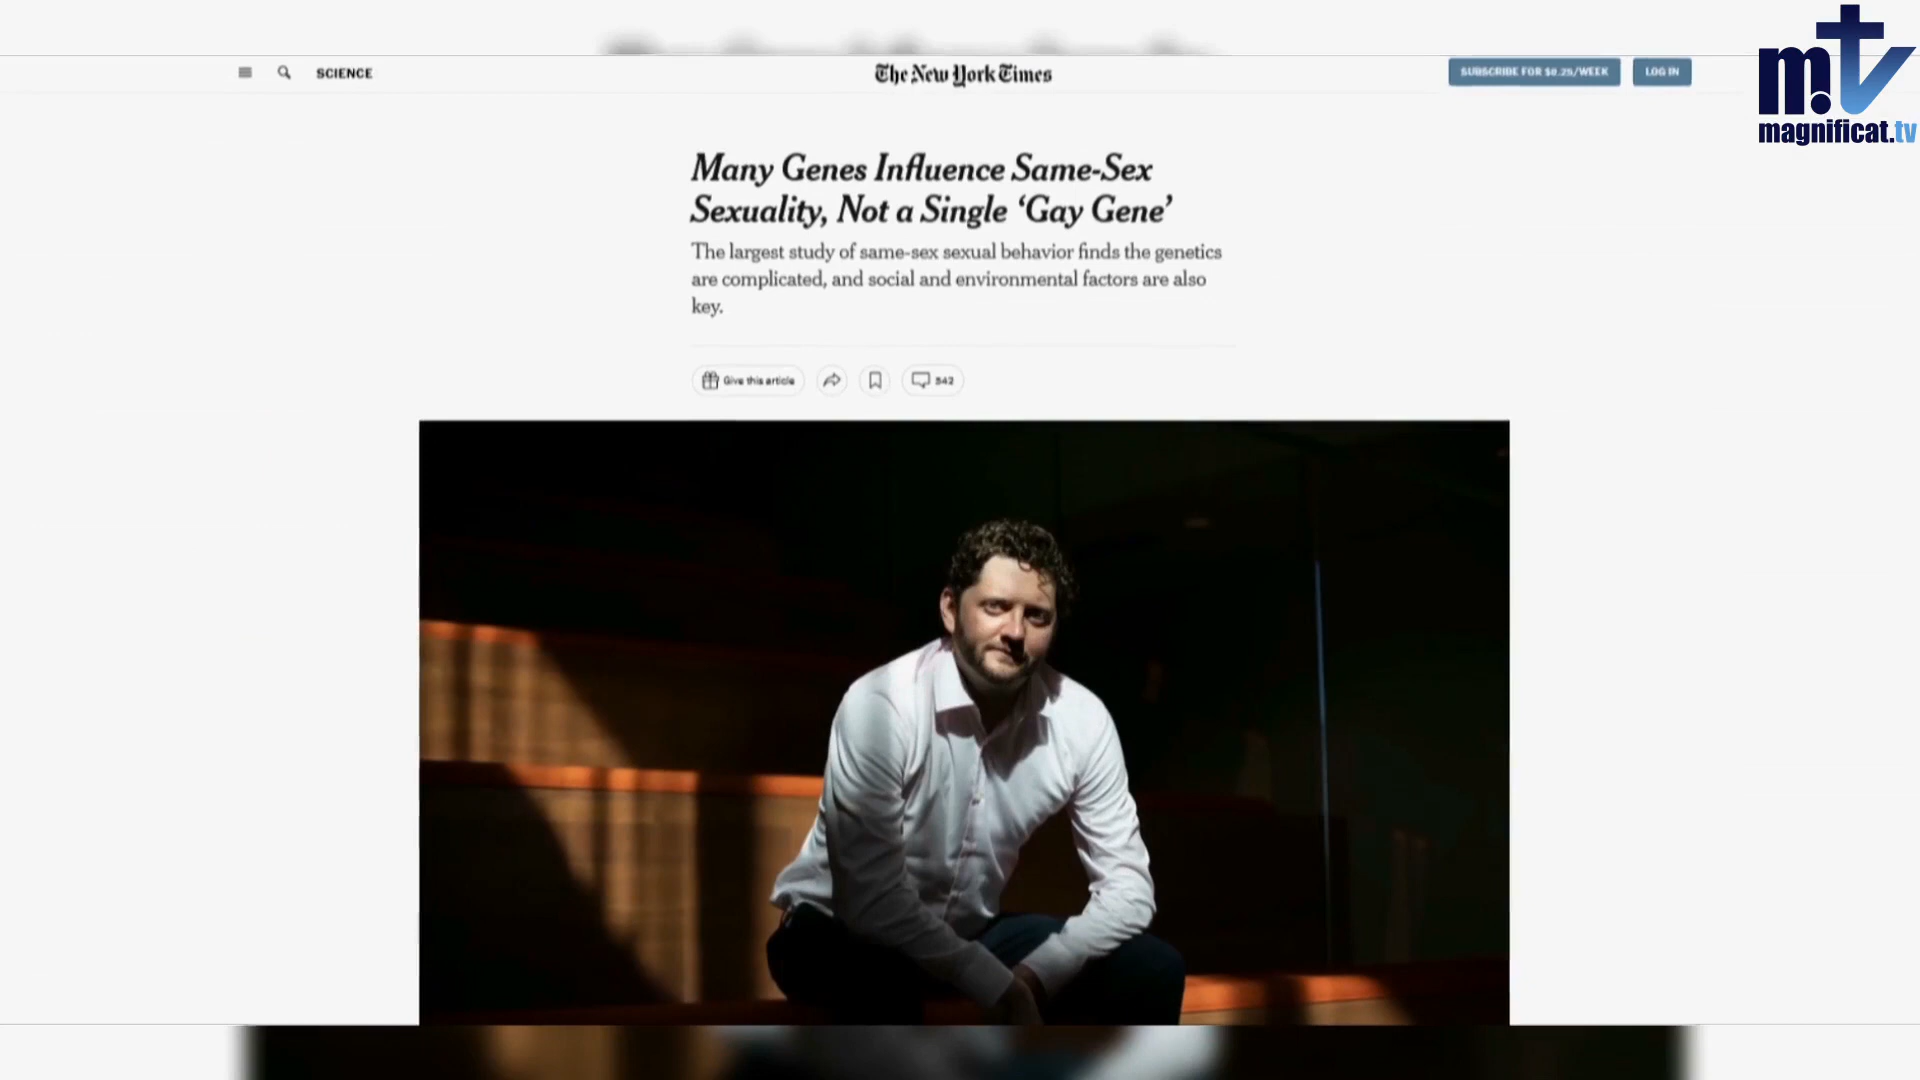 SCIENCE
The New York Times
SUBSCRIBE FOR $0.25/WEEK
LOG IN
mtv
magnificat.tv
Many Genes Influence Same-Sex
Sexuality, Not a Single ‘Gay Gene’
The largest study of same-sex sexual behavior finds the genetics
are complicated, and social and environmental factors are also
key.
Give this article
542